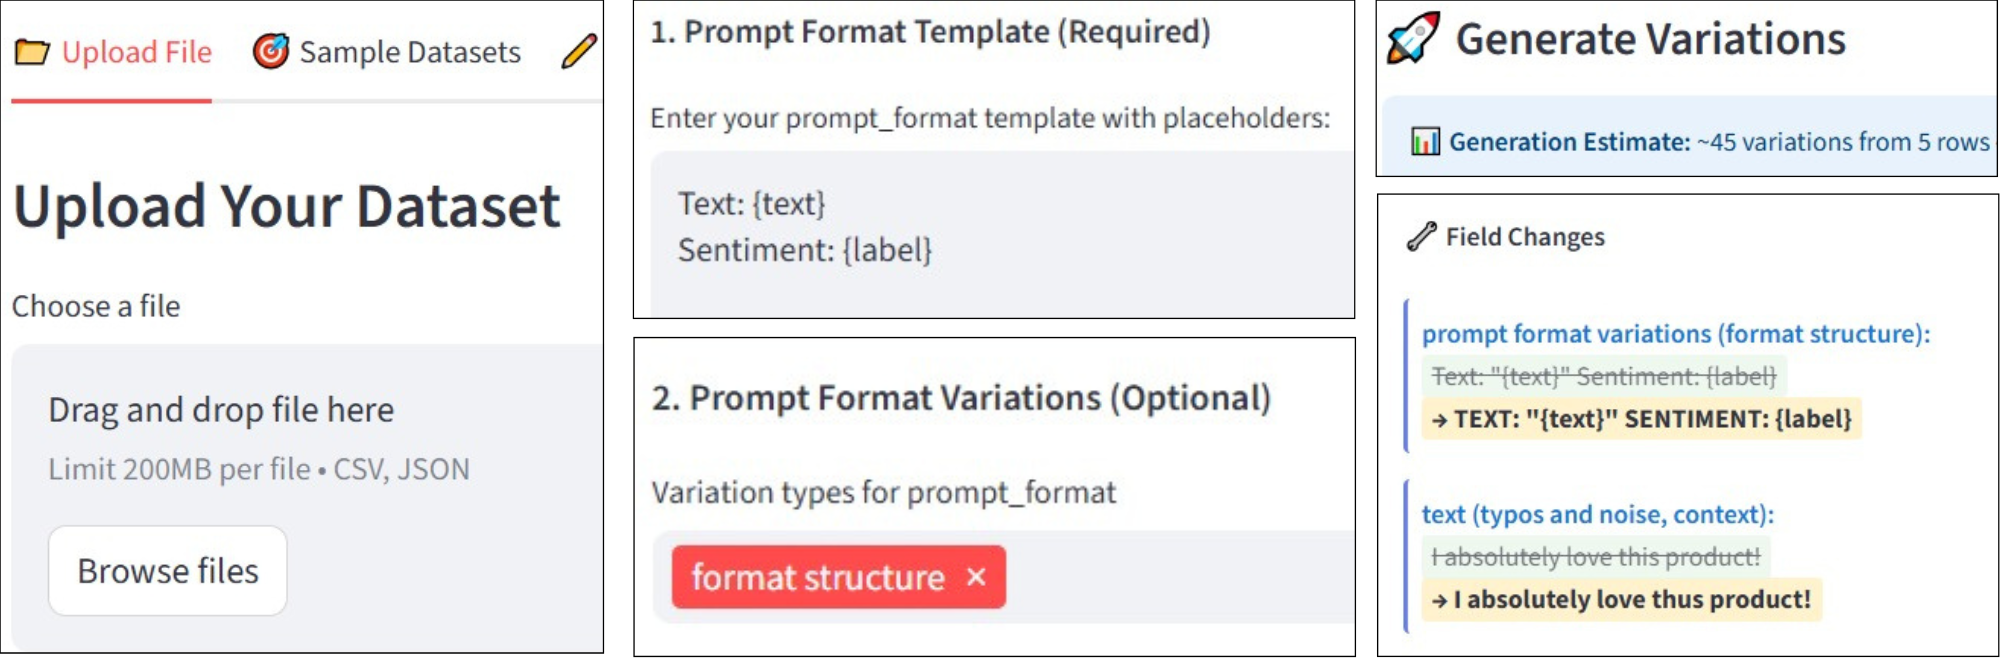 Upload File
Sample Datasets
Upload Your Dataset
Choose a file
Drag and drop file here
Limit 200MB per file • CSV, JSON
Browse files
1. Prompt Format Template (Required)
Enter your prompt_format template with placeholders:
Text: {text}
Sentiment: {label}
2. Prompt Format Variations (Optional)
Variation types for prompt_format
format structure ×
Generate Variations
Generation Estimate: ~45 variations from 5 rows
Field Changes
prompt format variations (format structure):
Text: "{text}" Sentiment: {label}
→ TEXT: "{text}" SENTIMENT: {label}
text (typos and noise, context):
I absolutely love this product!
→ I absolutely love thus product!